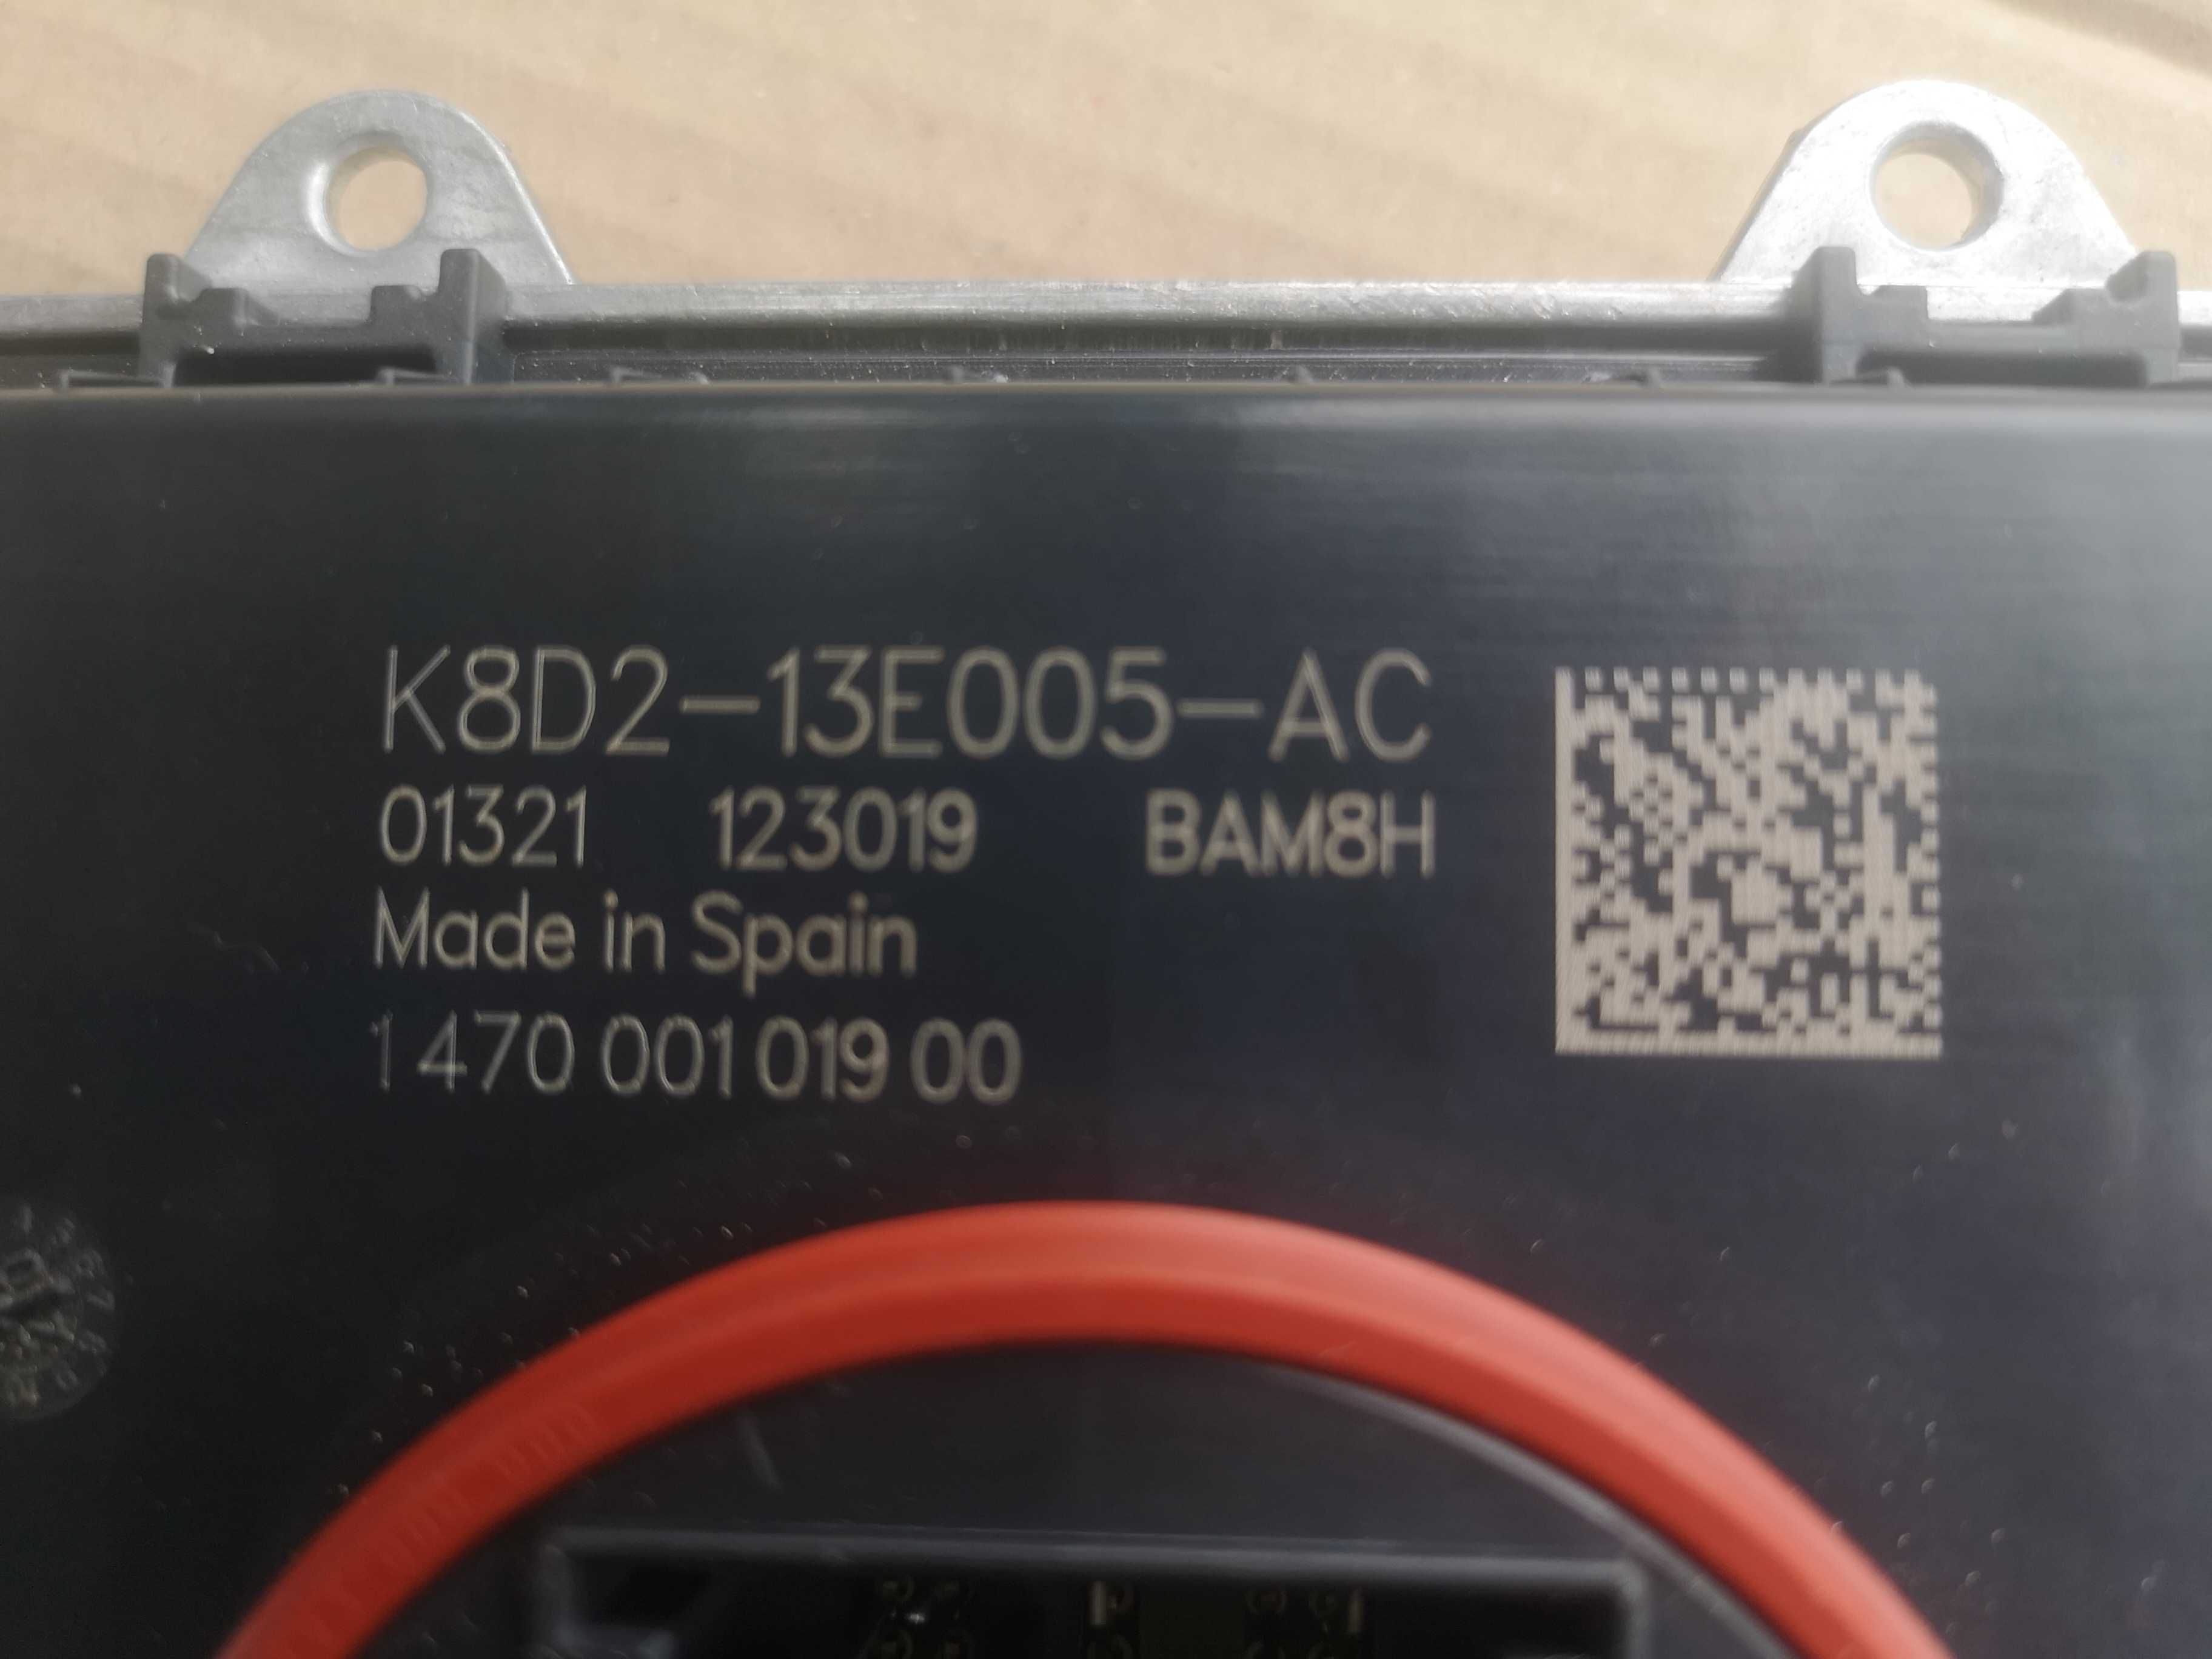 K8D2-13E005-AC
01321 123019 BAM8H
Made in Spain
1 470 001 019 00